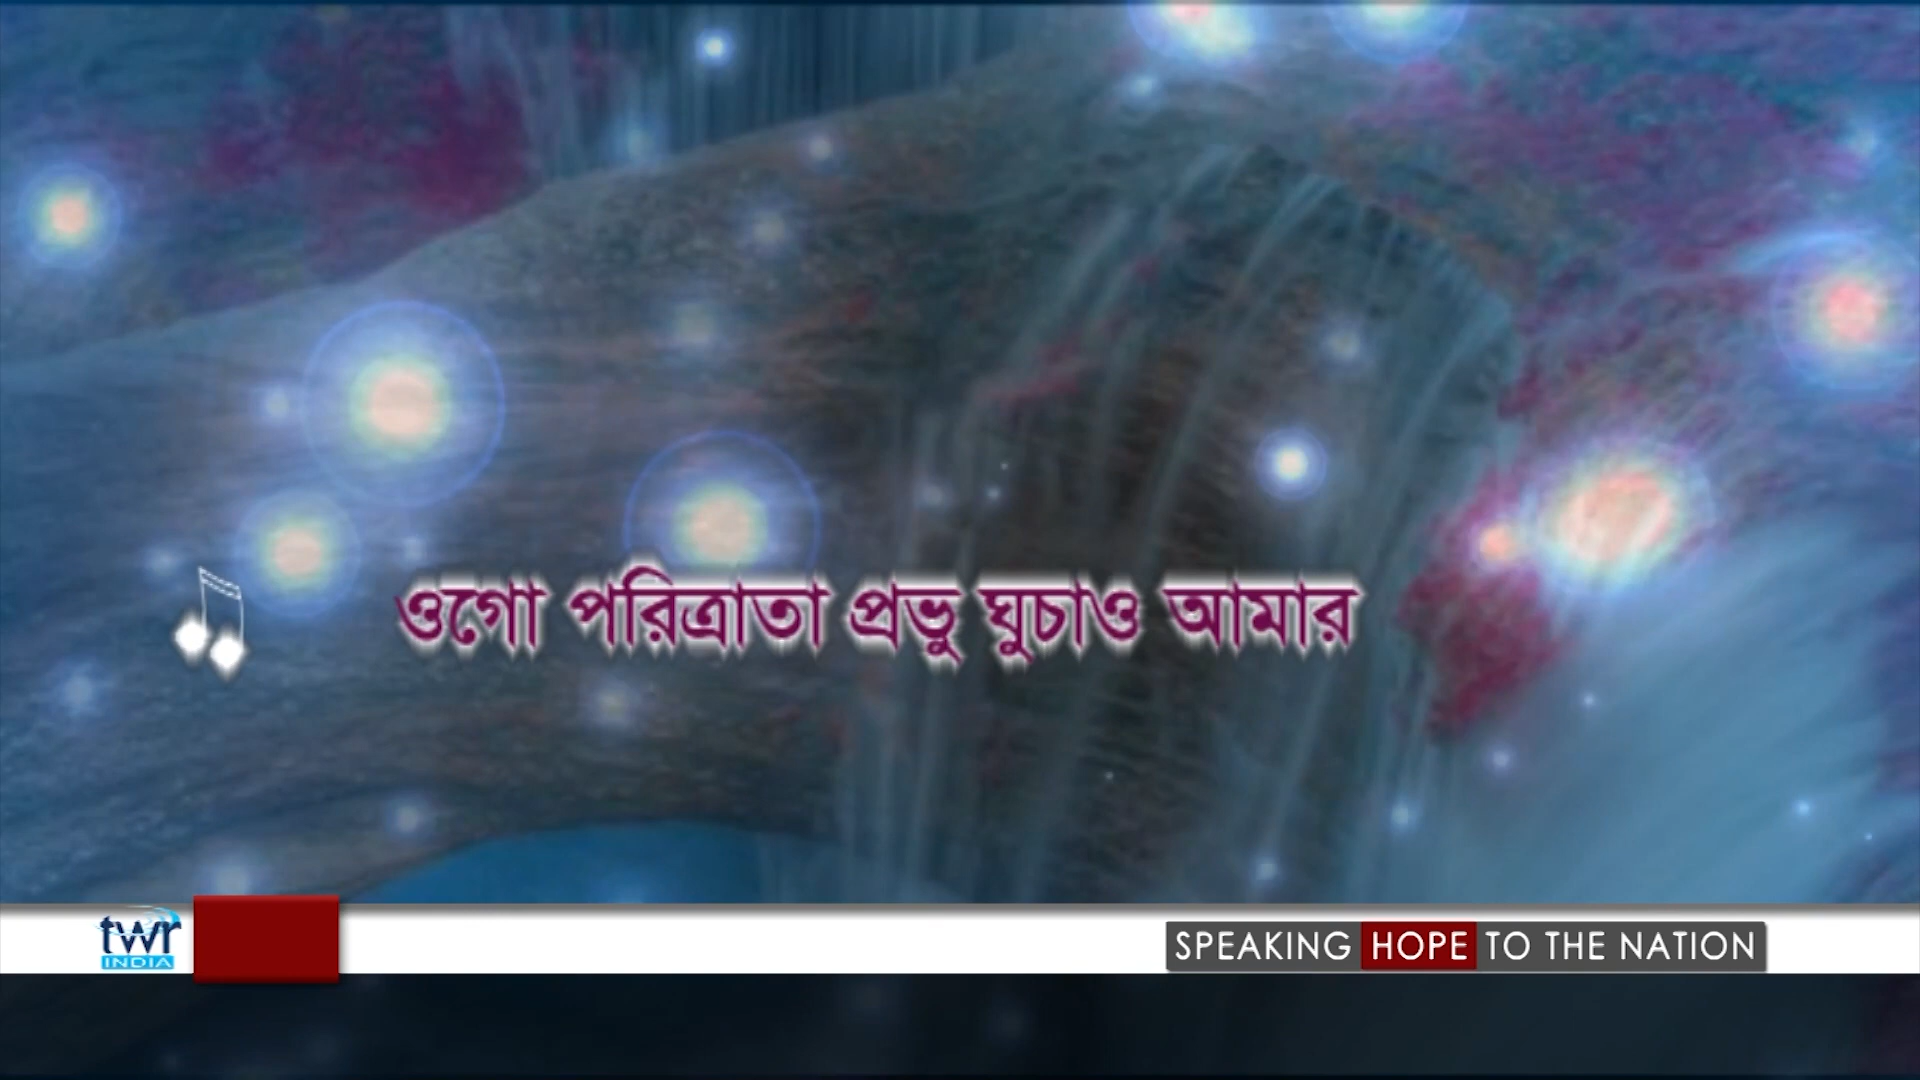 ওগো পরিত্রাতা প্রভু ঘুচাও আমার
twr
INDIA
SPEAKING HOPE TO THE NATION